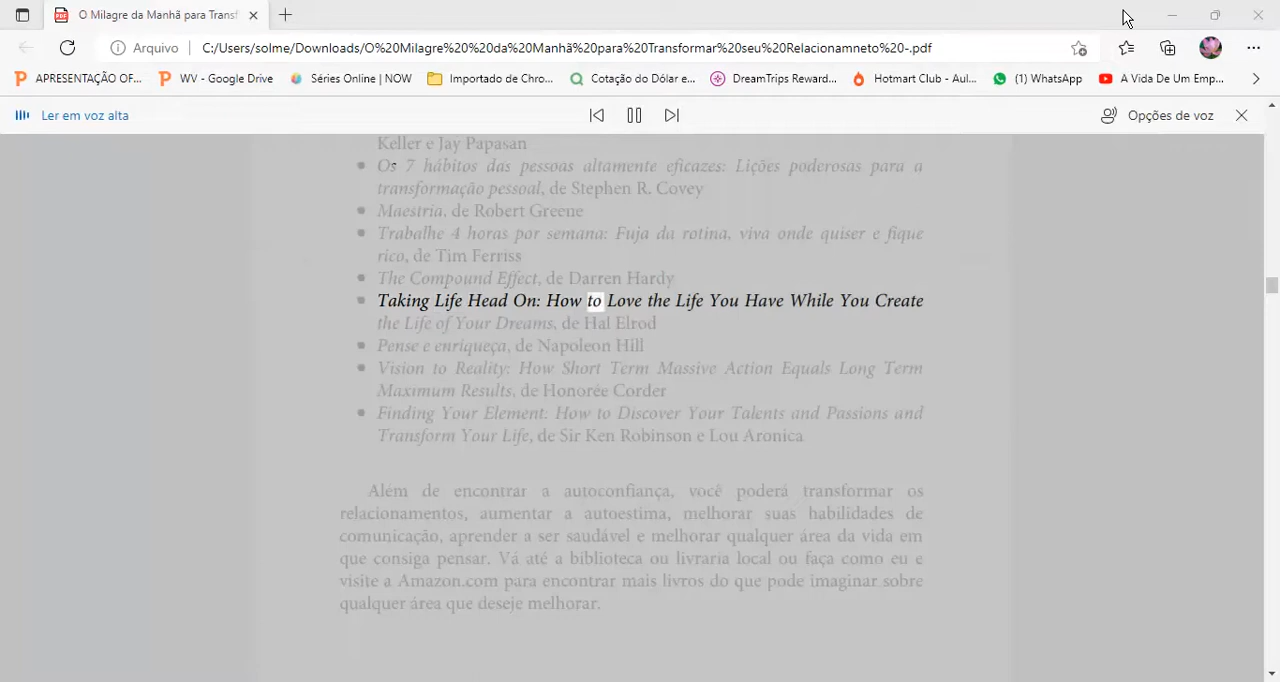 O Milagre da Manhã para Transf
Arquivo
C:/Users/solme/Downloads/O%20Milagre%20%20da%20Manhã%20para%20Transformar%20seu%20Relacionamneto%20-.pdf
APRESENTAÇÃO OF...
WV - Google Drive
Séries Online | NOW
Importado de Chro...
Cotação do Dólar e...
DreamTrips Reward...
Hotmart Club - Aul...
(1) WhatsApp
A Vida De Um Emp...
Ler em voz alta
Opções de voz
Keller e Jay Papasan
Os 7 hábitos das pessoas altamente eficazes: Lições poderosas para a
transformação pessoal, de Stephen R. Covey
Maestria, de Robert Greene
Trabalhe 4 horas por semana: Fuja da rotina, viva onde quiser e fique
rico, de Tim Ferriss
The Compound Effect, de Darren Hardy
Taking Life Head On: How to Love the Life You Have While You Create
the Life of Your Dreams, de Hal Elrod
Pense e enriqueça, de Napoleon Hill
Vision to Reality: How Short Term Massive Action Equals Long Term
Maximum Results, de Honorée Corder
Finding Your Element: How to Discover Your Talents and Passions and
Transform Your Life, de Sir Ken Robinson e Lou Aronica
Além de encontrar a autoconfiança, você poderá transformar os
relacionamentos, aumentar a autoestima, melhorar suas habilidades de
comunicação, aprender a ser saudável e melhorar qualquer área da vida em
que consiga pensar. Vá até a biblioteca ou livraria local ou faça como eu e
visite a Amazon.com para encontrar mais livros do que pode imaginar sobre
qualquer área que deseje melhorar.